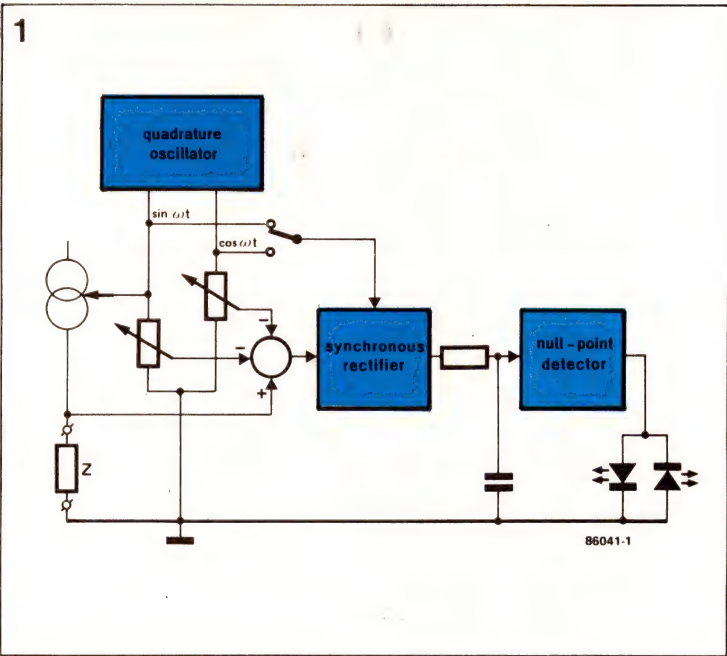 1
quadrature
oscillator
sin ωt
cos ωt
−
−
+
synchronous
rectifier
null-point
detector
Z
86041-1